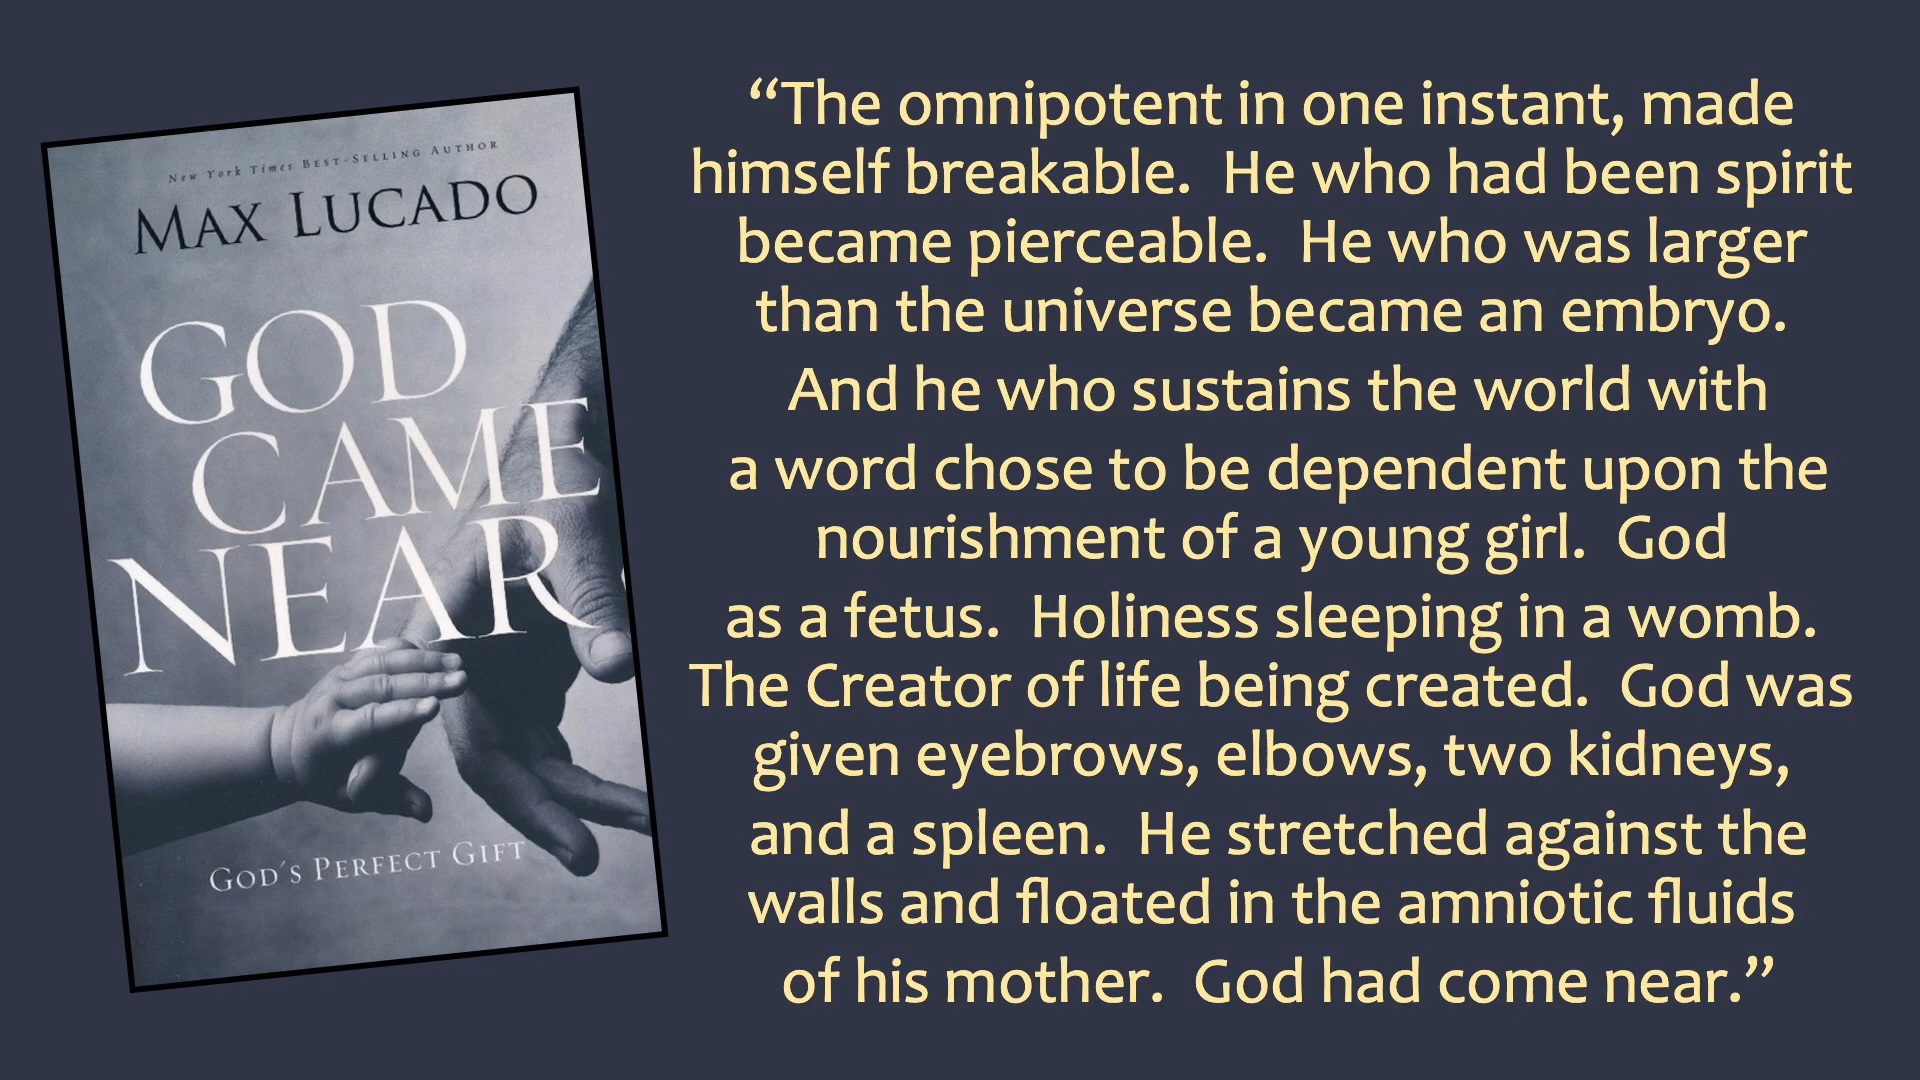 New York Times BEST-SELLING AUTHOR
MAX LUCADO
GOD
CAME
NEAR
GOD'S PERFECT GIFT
“The omnipotent in one instant, made
himself breakable.  He who had been spirit
became pierceable.  He who was larger
than the universe became an embryo.
And he who sustains the world with
a word chose to be dependent upon the
nourishment of a young girl.  God
as a fetus.  Holiness sleeping in a womb.
The Creator of life being created.  God was
given eyebrows, elbows, two kidneys,
and a spleen.  He stretched against the
walls and floated in the amniotic fluids
of his mother.  God had come near.”